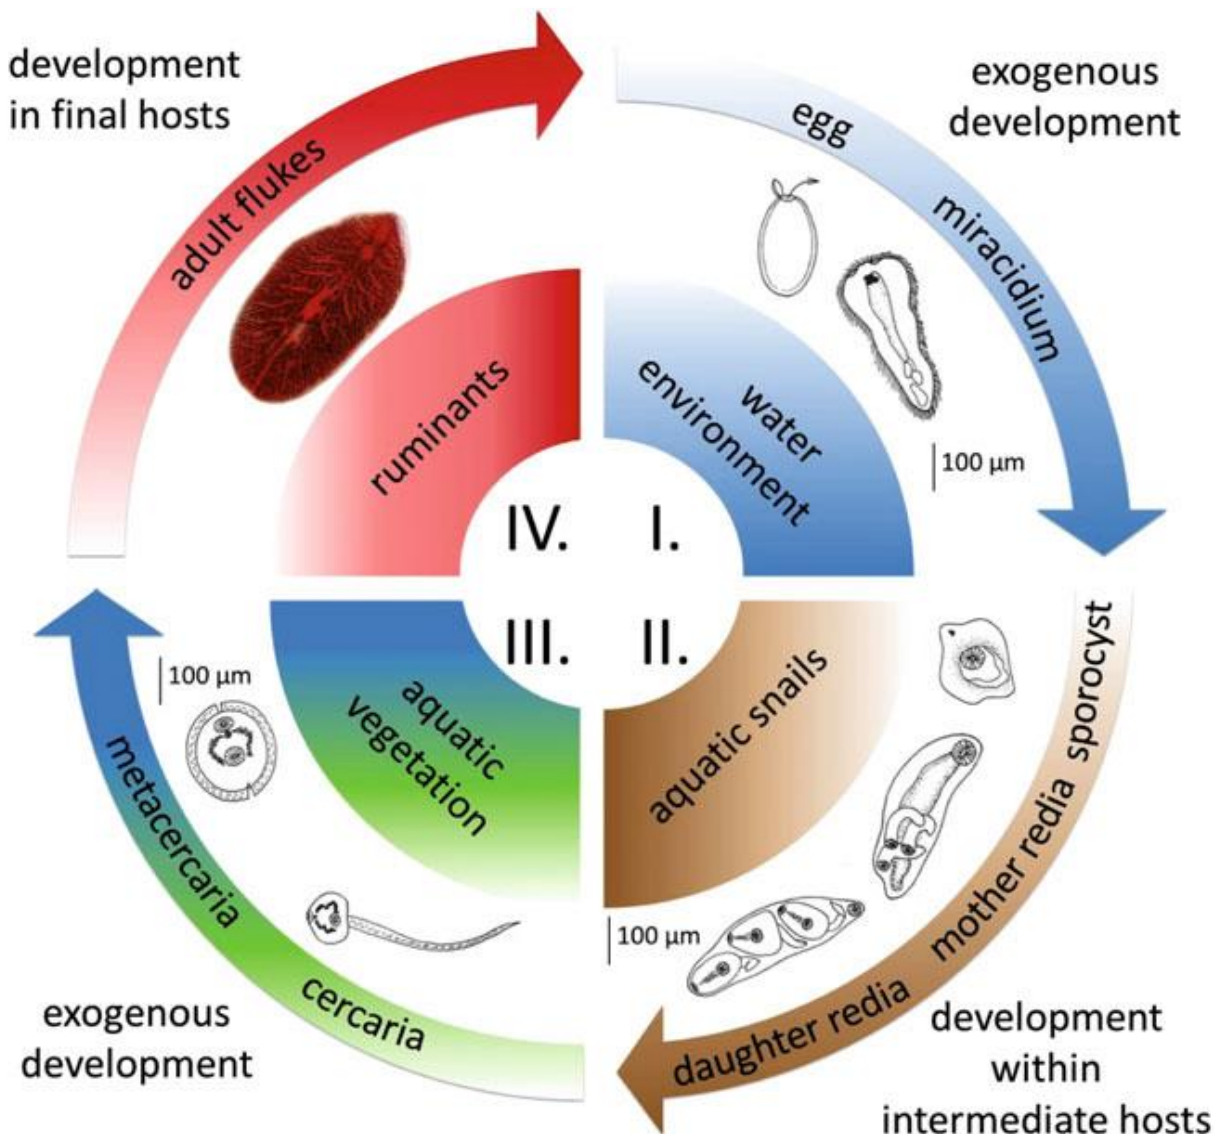 development
in final hosts
adult flukes
ruminants
IV.
exogenous
development
egg
miracidium
water
environment
100 µm
I.
sporocyst
mother redia
daughter redia
aquatic snails
II.
100 µm
development
within
intermediate hosts
III.
aquatic
vegetation
100 µm
metacercaria
cercaria
exogenous
development